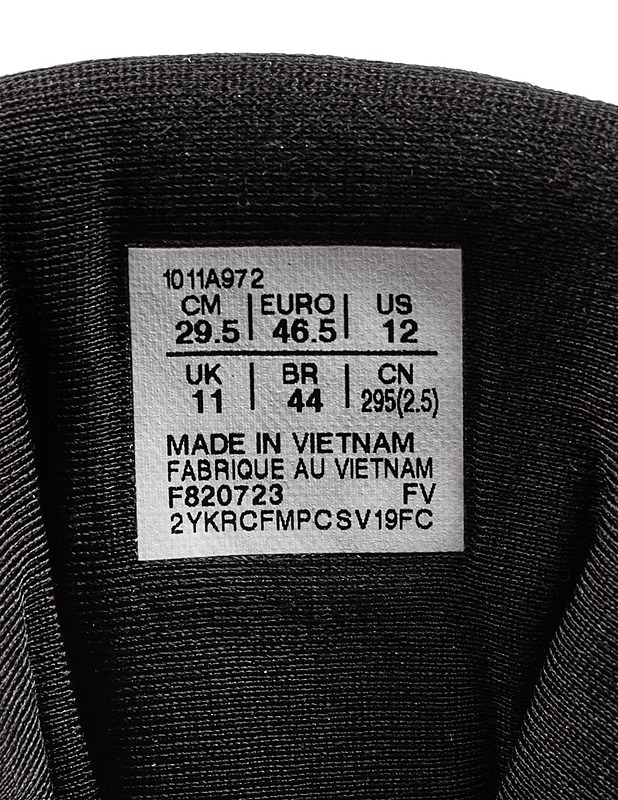 1011A972
CM | EURO | US
29.5 | 46.5 | 12
UK | BR | CN
11 | 44 | 295(2.5)
MADE IN VIETNAM
FABRIQUE AU VIETNAM
F820723 FV
2YKRCFMPCSV19FC